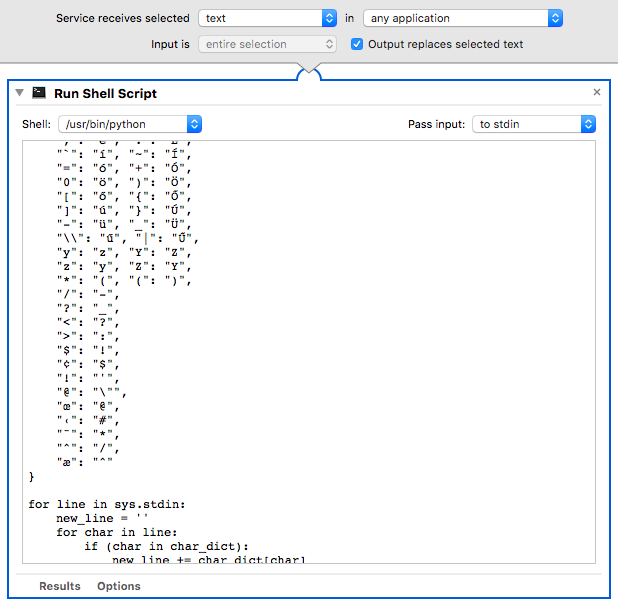 Service receives selected text in any application
Input is entire selection Output replaces selected text
Run Shell Script
Shell: /usr/bin/python Pass input: to stdin
"`": "í", "~": "Í",
"=": "ó", "+": "Ó",
"0": "ö", ")": "Ö",
"[": "ő", "{": "Ő",
"]": "ú", "}": "Ú",
"-": "ü", "_": "Ü",
"\\": "ű", "|": "Ű",
"y": "z", "Y": "Z",
"z": "y", "Z": "Y",
"*": "(", "(": ")",
"/": "-",
"?": "_",
"<": "?",
">": ":",
"$": "!",
"¢": "$",
"!": "'",
"@": "\"",
"œ": "@",
"‹": "#",
"¯": "*",
"^": "/",
"æ": "^"
}
for line in sys.stdin:
new_line = ''
for char in line:
if (char in char_dict):
new_line += char_dict[char]
Results Options